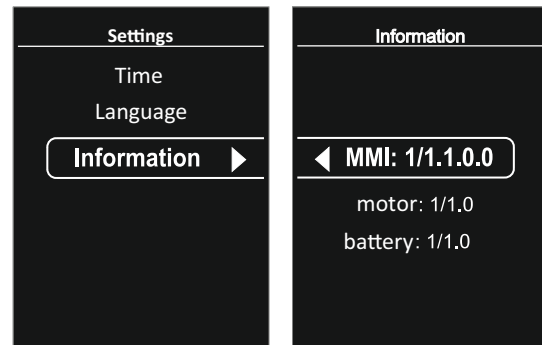 Settings
Time
Language
Information
Information
MMI: 1/1.1.0.0
motor: 1/1.0
battery: 1/1.0